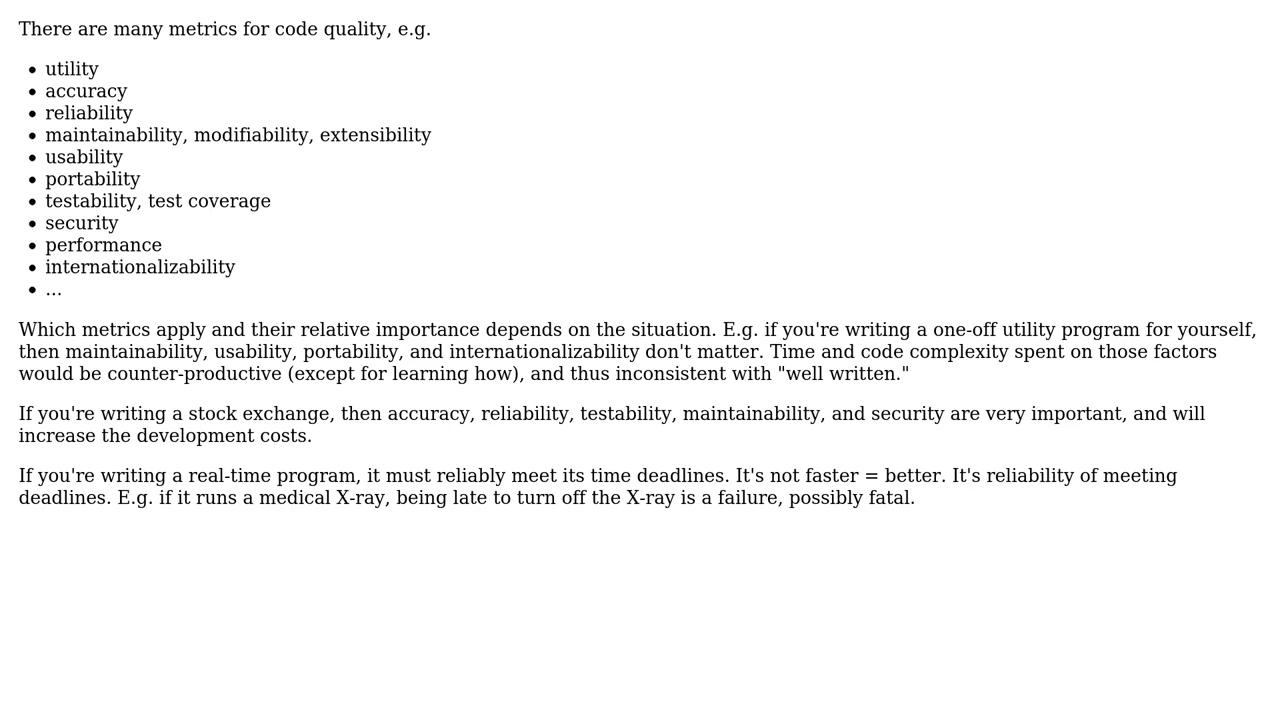 There are many metrics for code quality, e.g.
• utility
• accuracy
• reliability
• maintainability, modifiability, extensibility
• usability
• portability
• testability, test coverage
• security
• performance
• internationalizability
• ...
Which metrics apply and their relative importance depends on the situation. E.g. if you're writing a one-off utility program for yourself,
then maintainability, usability, portability, and internationalizability don't matter. Time and code complexity spent on those factors
would be counter-productive (except for learning how), and thus inconsistent with "well written."
If you're writing a stock exchange, then accuracy, reliability, testability, maintainability, and security are very important, and will
increase the development costs.
If you're writing a real-time program, it must reliably meet its time deadlines. It's not faster = better. It's reliability of meeting
deadlines. E.g. if it runs a medical X-ray, being late to turn off the X-ray is a failure, possibly fatal.